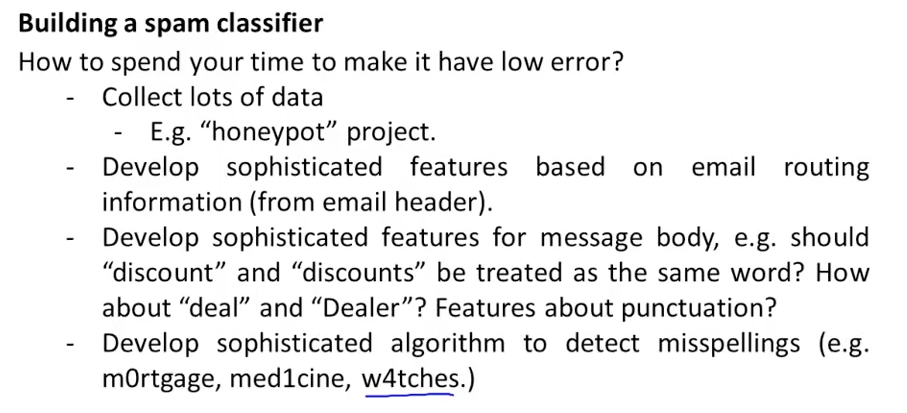 Building a spam classifier
How to spend your time to make it have low error?
- Collect lots of data
- E.g. “honeypot” project.
- Develop sophisticated features based on email routing
information (from email header).
- Develop sophisticated features for message body, e.g. should
“discount” and “discounts” be treated as the same word? How
about “deal” and “Dealer”? Features about punctuation?
- Develop sophisticated algorithm to detect misspellings (e.g.
m0rtgage, med1cine, w4tches.)